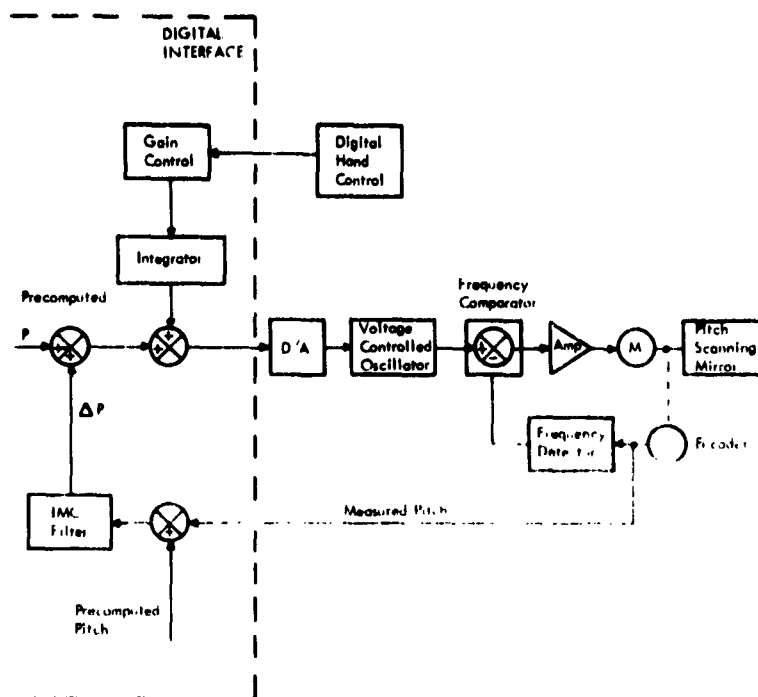 DIGITAL
INTERFACE
Gain
Control
Digital
Hand
Control
Integrator
Precomputed
P
ΔP
Frequency
Comparator
D/A
Voltage
Controlled
Oscillator
Amp
M
Pitch
Scanning
Mirror
Frequency
Detector
Encoder
Measured Pitch
IMC
Filter
Precomputed
Pitch